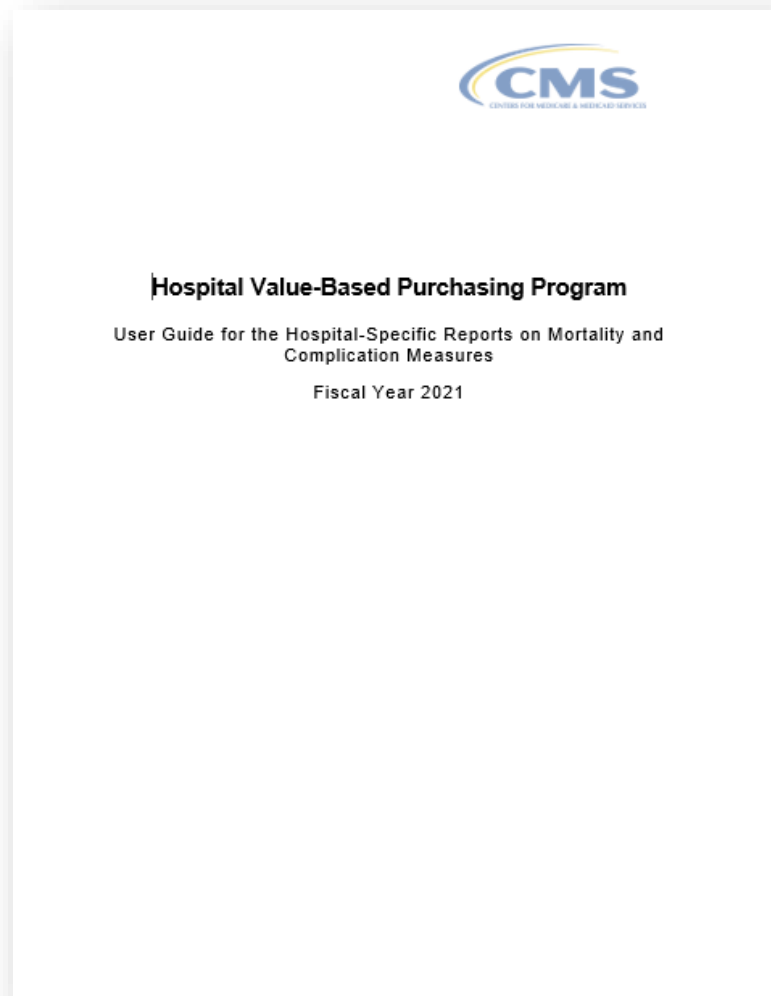 CMS
CENTERS FOR MEDICARE & MEDICAID SERVICES
Hospital Value-Based Purchasing Program
User Guide for the Hospital-Specific Reports on Mortality and
Complication Measures
Fiscal Year 2021